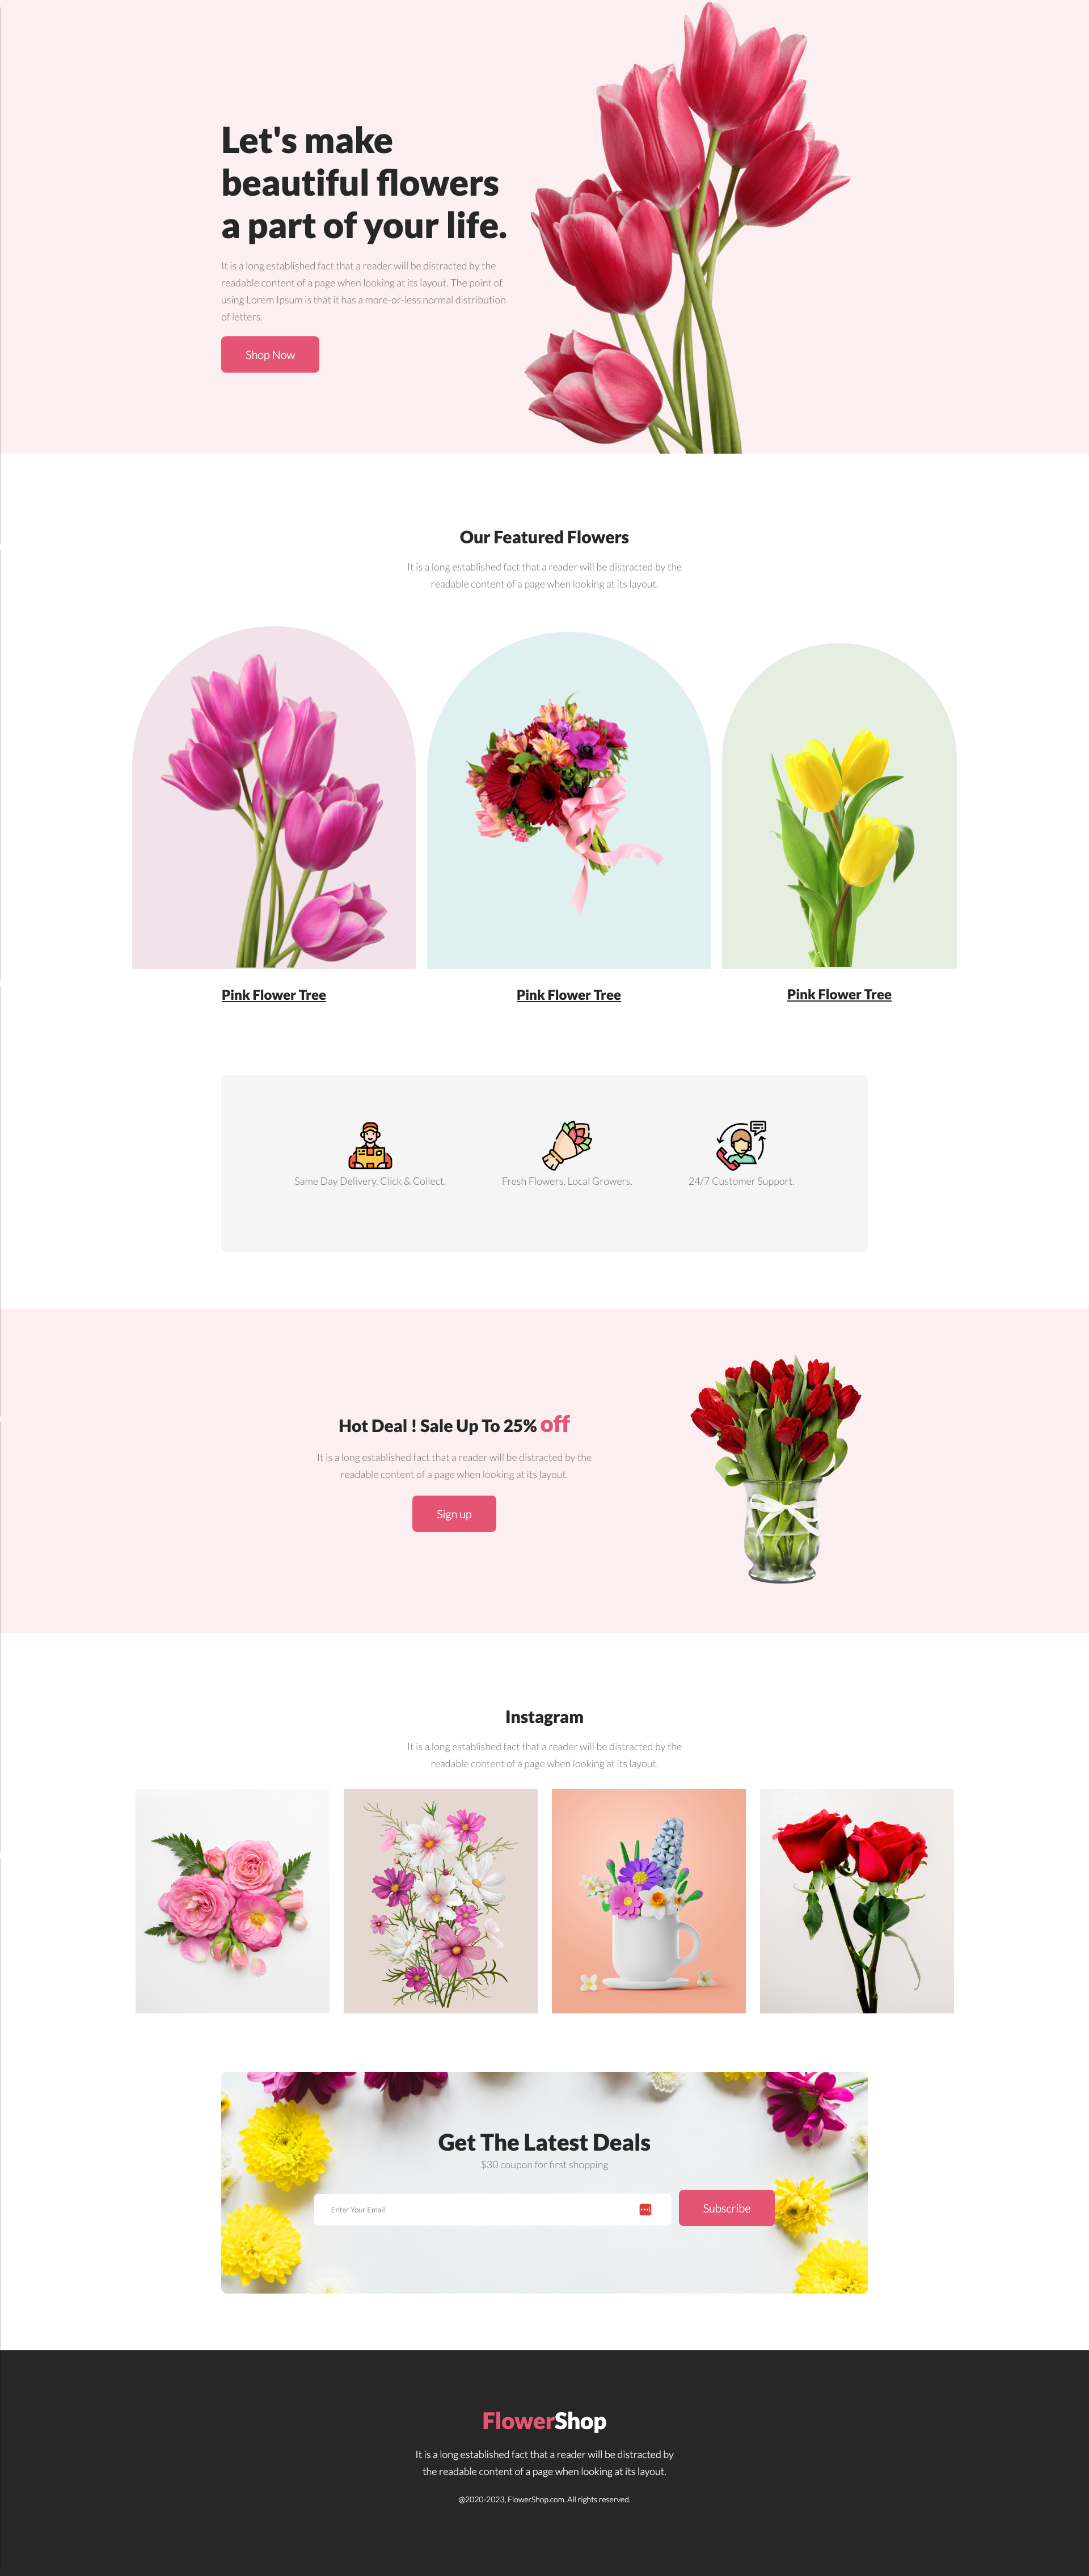 Let's make
beautiful flowers
a part of your life.
It is a long established fact that a reader will be distracted by the
readable content of a page when looking at its layout. The point of
using Lorem Ipsum is that it has a more-or-less normal distribution
of letters.
Shop Now
Our Featured Flowers
It is a long established fact that a reader will be distracted by the
readable content of a page when looking at its layout.
Pink Flower Tree
Pink Flower Tree
Pink Flower Tree
Same Day Delivery. Click & Collect.
Fresh Flowers. Local Growers.
24/7 Customer Support.
Hot Deal ! Sale Up To 25% off
It is a long established fact that a reader will be distracted by the
readable content of a page when looking at its layout.
Sign up
Instagram
It is a long established fact that a reader will be distracted by the
readable content of a page when looking at its layout.
Get The Latest Deals
$30 coupon for first shopping
Enter Your Email
Subscribe
FlowerShop
It is a long established fact that a reader will be distracted by
the readable content of a page when looking at its layout.
@2020-2023, FlowerShop.com. All rights reserved.